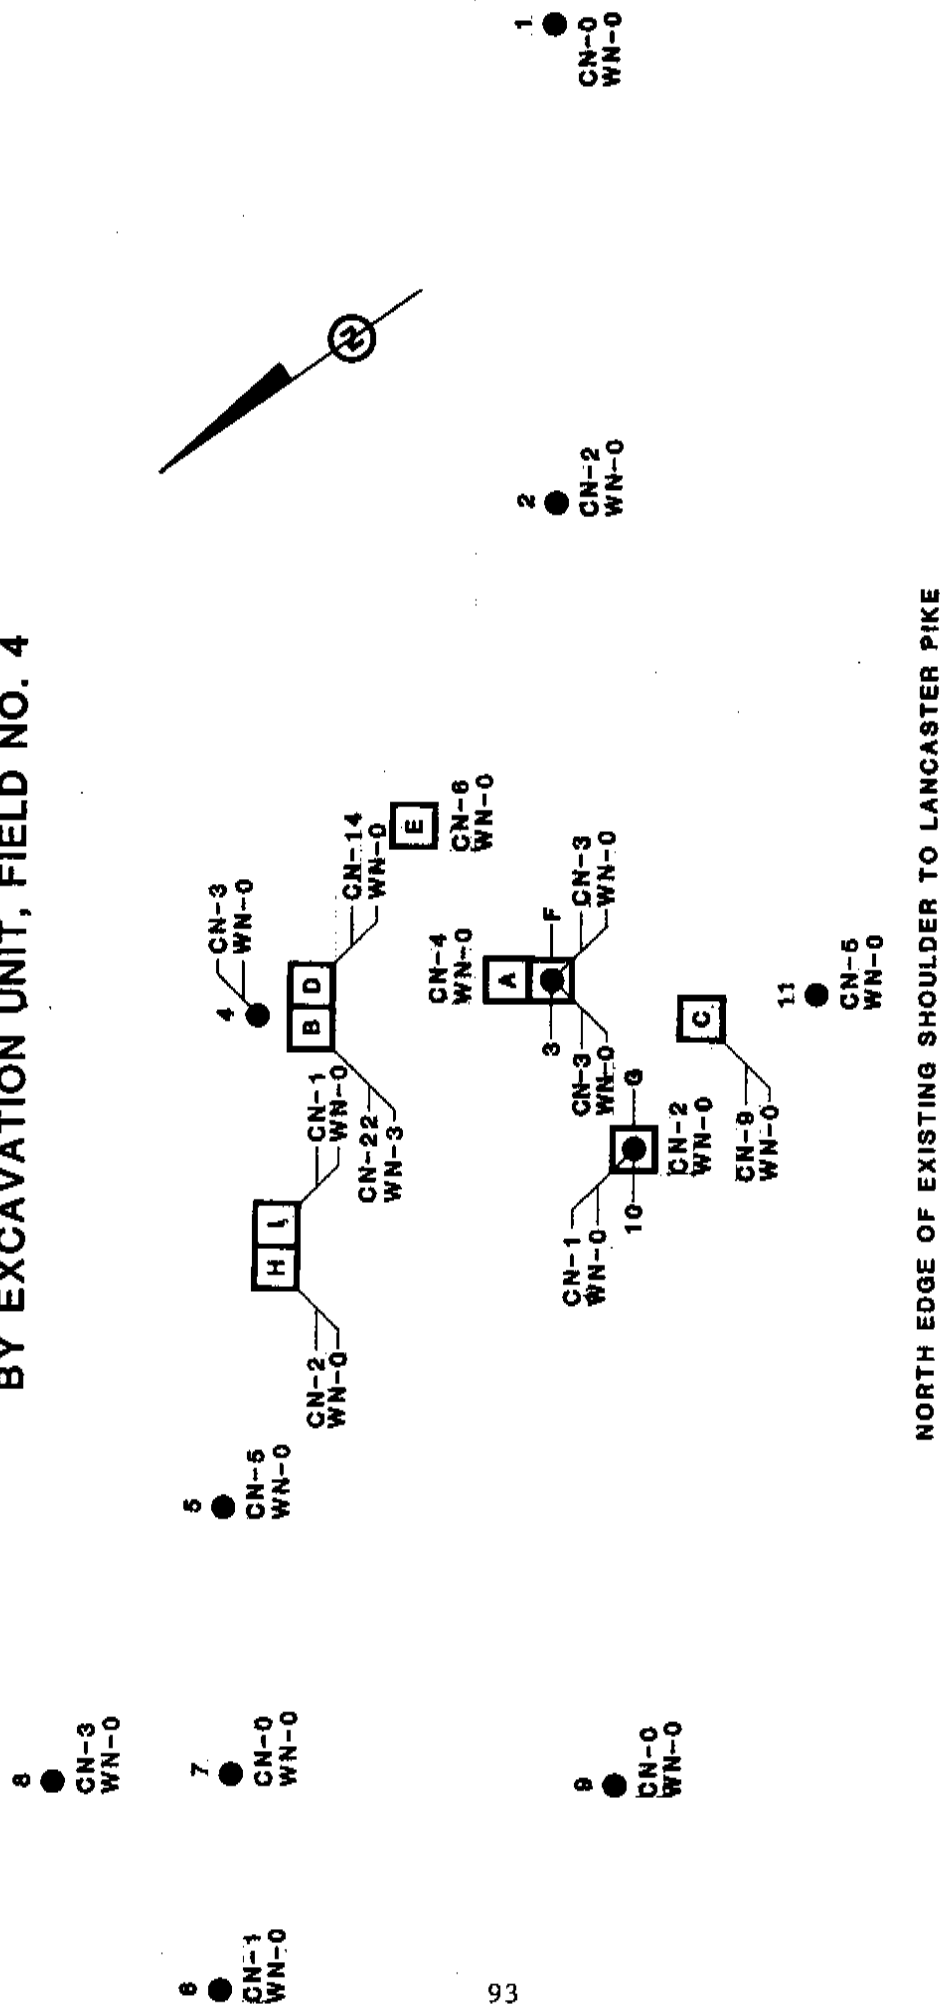 BY EXCAVATION UNIT, FIELD NO. 4
8
CN-3
WN-0
6
CN-1
WN-0
7
CN-0
WN-0
5
CN-5
WN-0
4
CN-3
WN-0
H
I
CN-2
WN-0
CN-1
WN-0
B
D
CN-22
WN-3
CN-14
WN-0
E
CN-6
WN-0
N
CN-4
WN-0
A
3
F
CN-3
WN-0
CN-3
WN-0
2
CN-2
WN-0
1
CN-0
WN-0
9
CN-0
WN-0
CN-1
WN-0
10
G
CN-2
WN-0
C
CN-9
WN-0
11
CN-5
WN-0
NORTH EDGE OF EXISTING SHOULDER TO LANCASTER PIKE
93